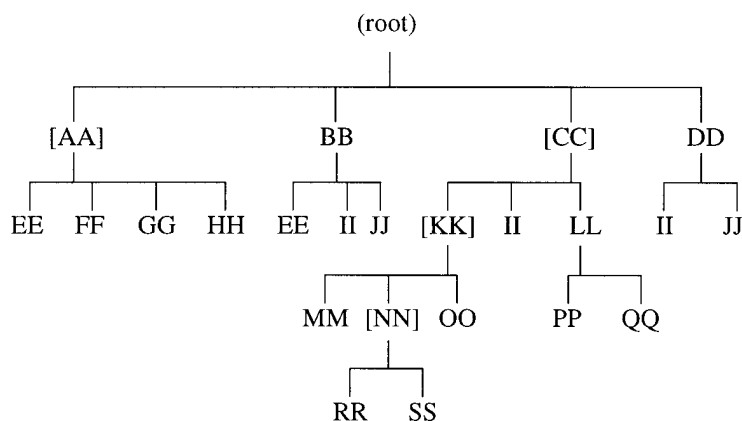 (root)
[AA] BB [CC] DD
EE FF GG HH EE II JJ [KK] II LL II JJ
MM [NN] OO PP QQ
RR SS